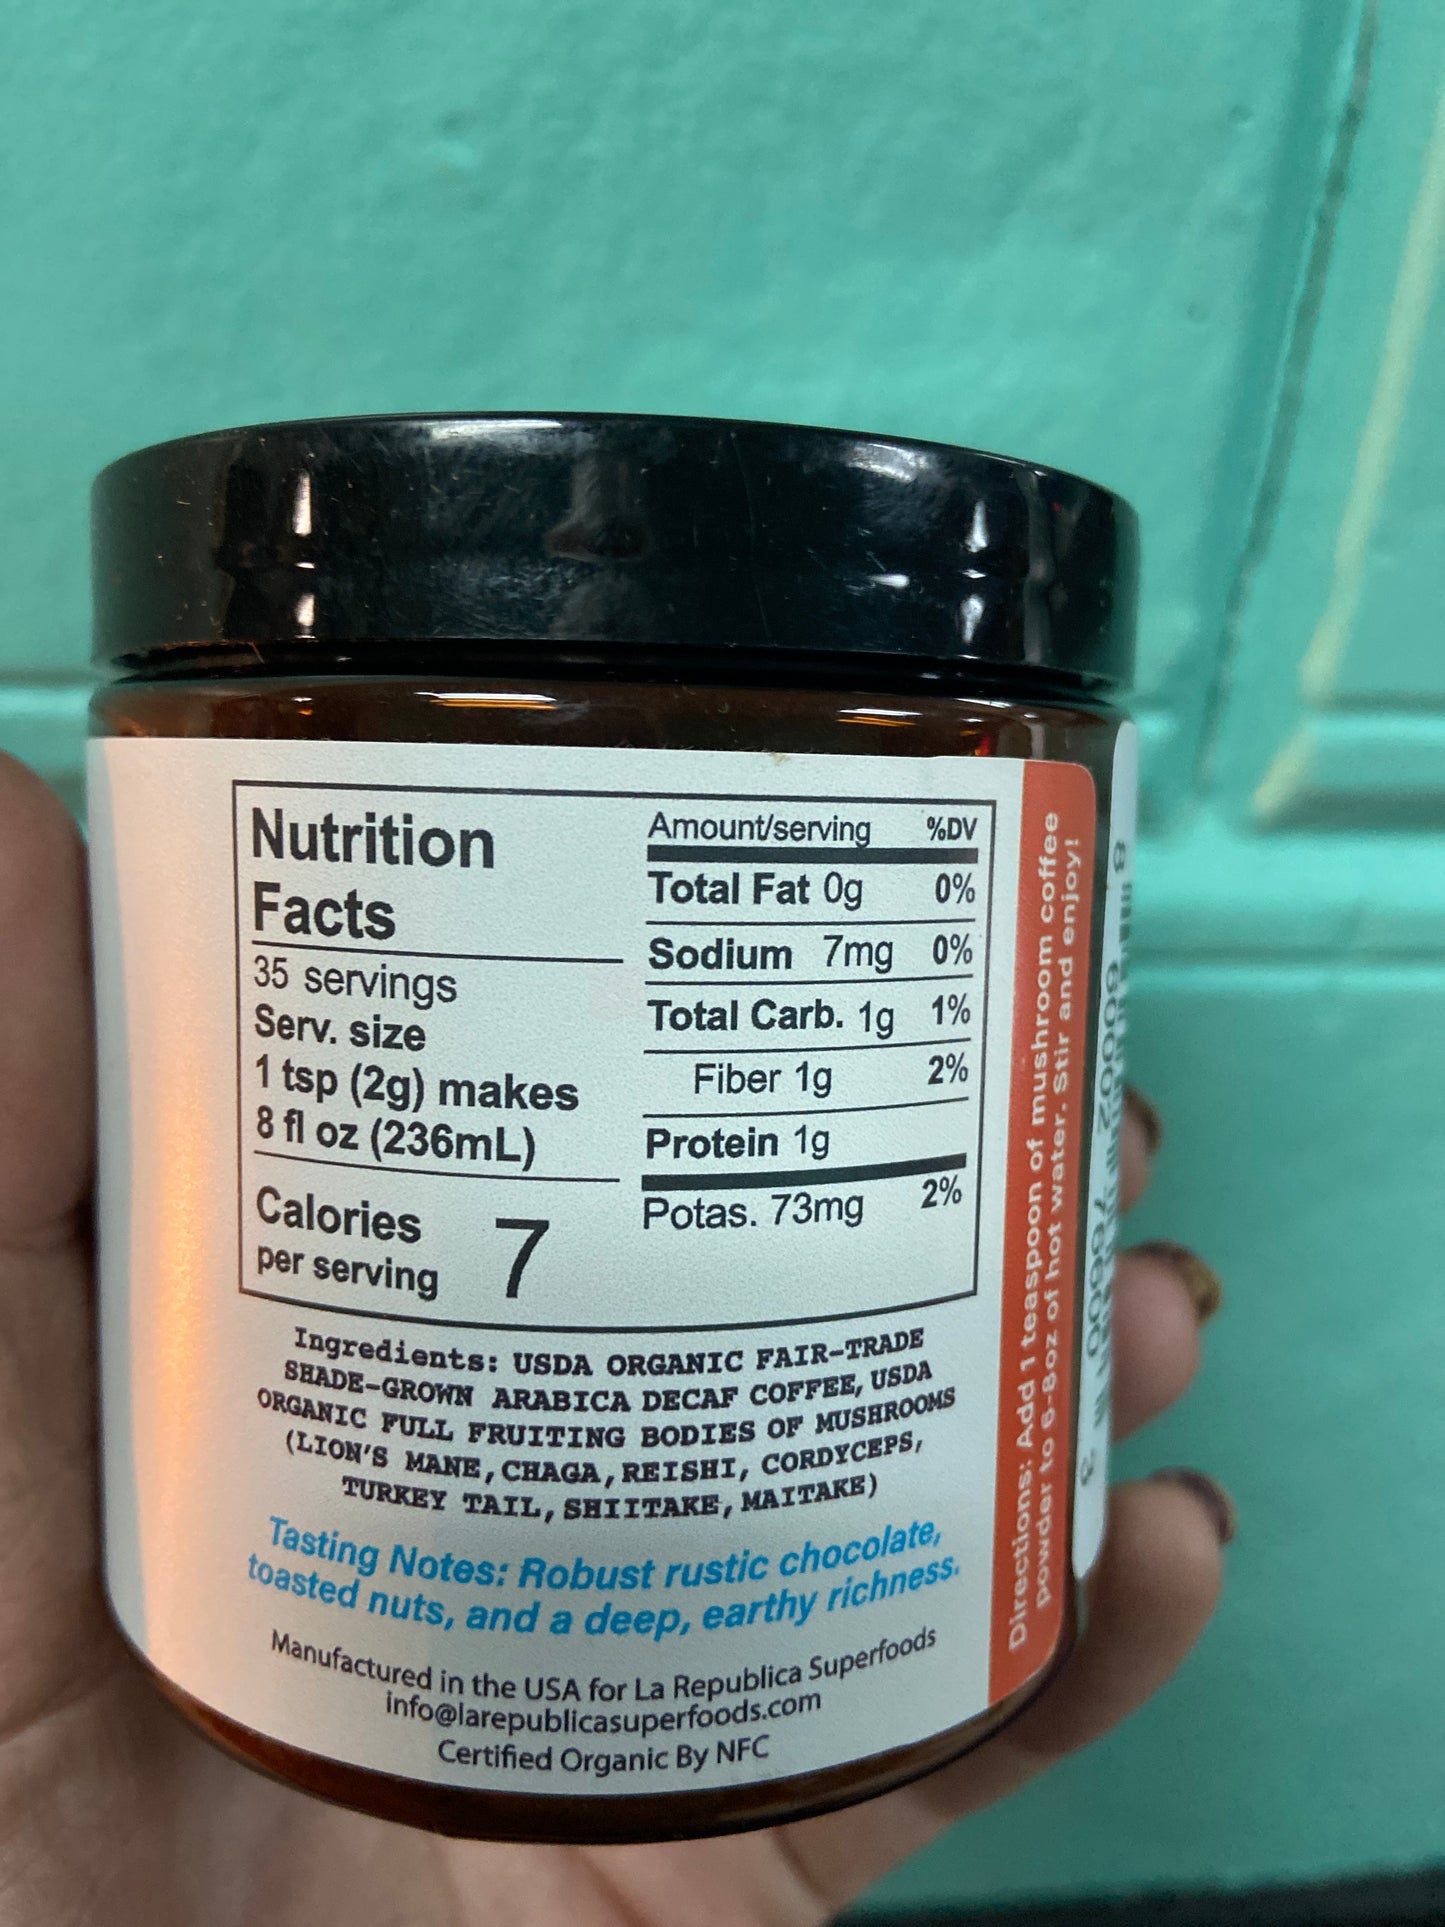 Nutrition
Facts
35 servings
Serv. size
1 tsp (2g) makes
8 fl oz (236mL)
Calories
per serving 7
Amount/serving %DV
Total Fat 0g 0%
Sodium 7mg 0%
Total Carb. 1g 1%
Fiber 1g 2%
Protein 1g
Potas. 73mg 2%
Ingredients: USDA ORGANIC FAIR-TRADE
SHADE-GROWN ARABICA DECAF COFFEE, USDA
ORGANIC FULL FRUITING BODIES OF MUSHROOMS
(LION'S MANE, CHAGA, REISHI, CORDYCEPS,
TURKEY TAIL, SHIITAKE, MAITAKE)
Tasting Notes: Robust rustic chocolate,
toasted nuts, and a deep, earthy richness.
Manufactured in the USA for La Republica Superfoods
info@larepublicasuperfoods.com
Certified Organic By NFC
Directions: Add 1 teaspoon of mushroom coffee
powder to 6-8oz of hot water. Stir and enjoy!
8
60002
3